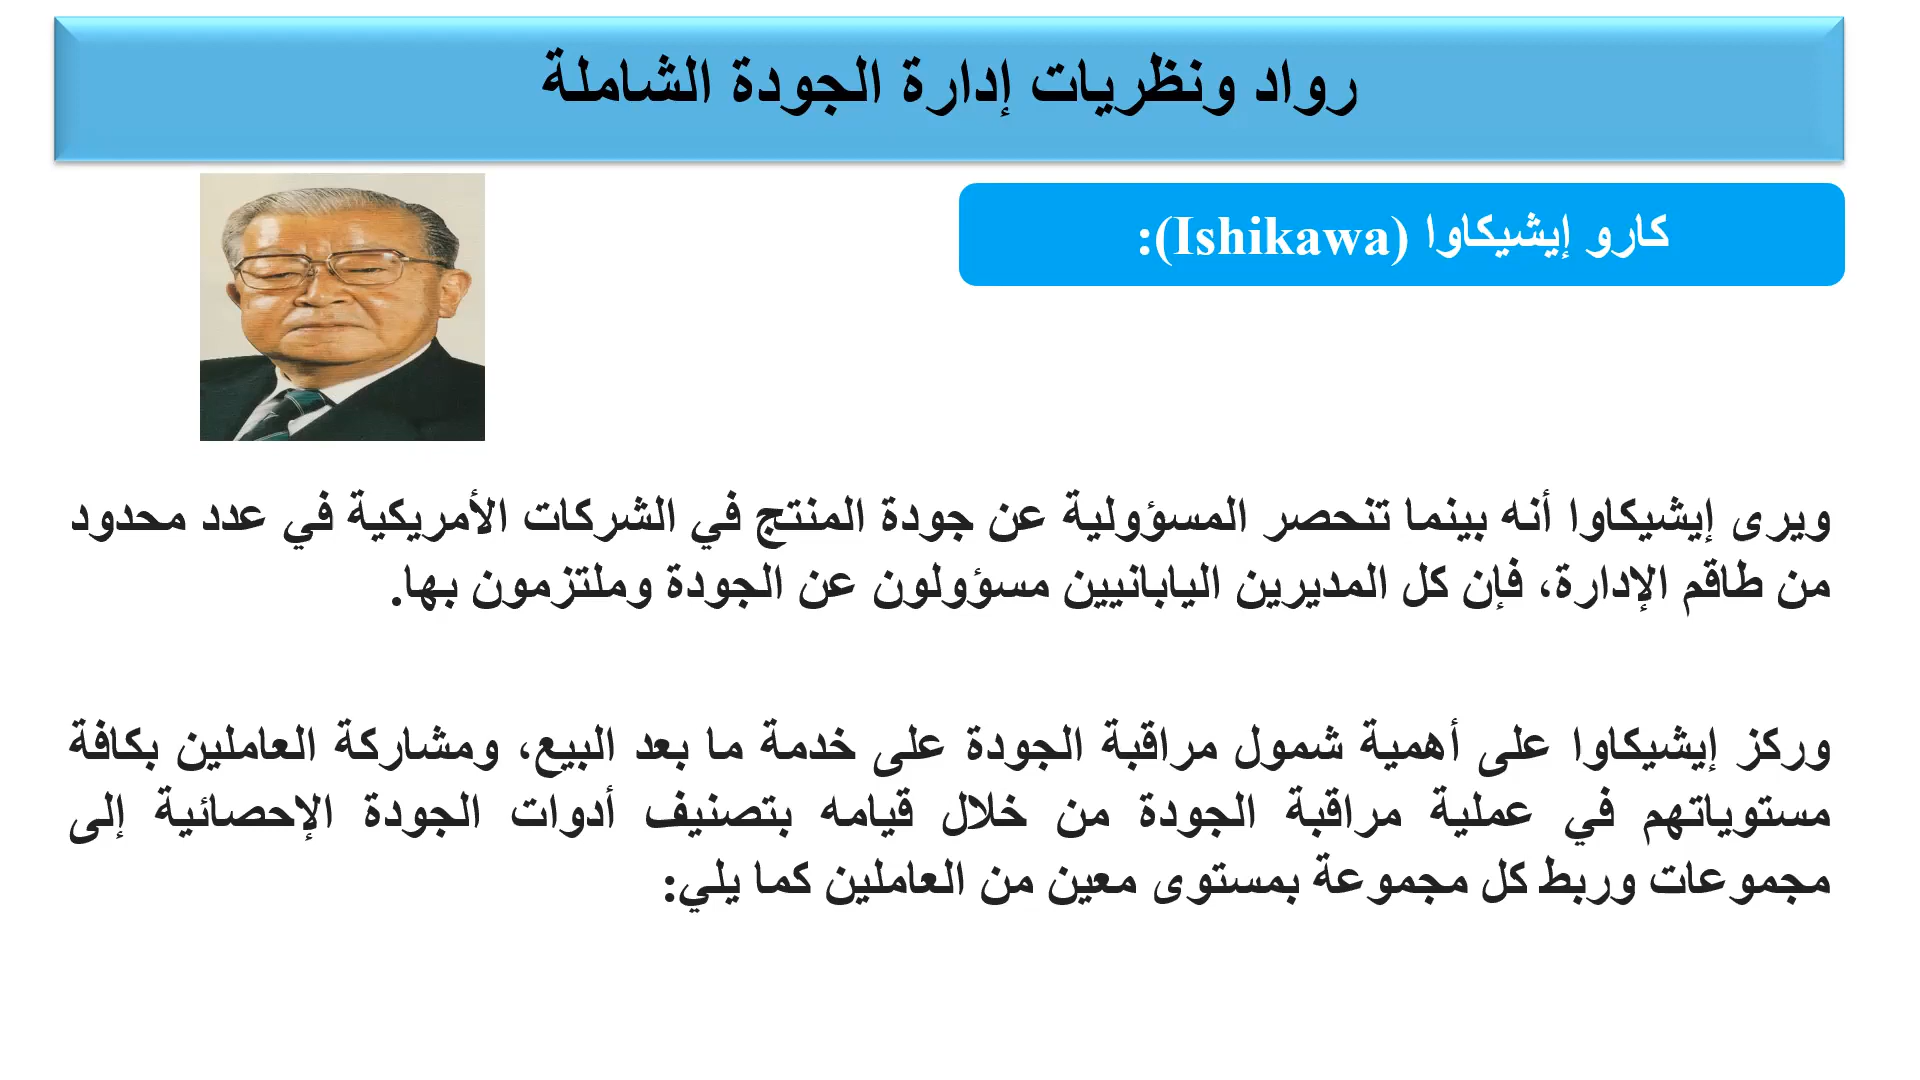 رواد ونظريات إدارة الجودة الشاملة
كارو إيشيكاوا (Ishikawa):
ويرى إيشيكاوا أنه بينما تنحصر المسؤولية عن جودة المنتج في الشركات الأمريكية في عدد محدود
من طاقم الإدارة، فإن كل المديرين اليابانيين مسؤولون عن الجودة وملتزمون بها.
وركز إيشيكاوا على أهمية شمول مراقبة الجودة على خدمة ما بعد البيع، ومشاركة العاملين بكافة
مستوياتهم في عملية مراقبة الجودة من خلال قيامه بتصنيف أدوات الجودة الإحصائية إلى
مجموعات وربط كل مجموعة بمستوى معين من العاملين كما يلي: